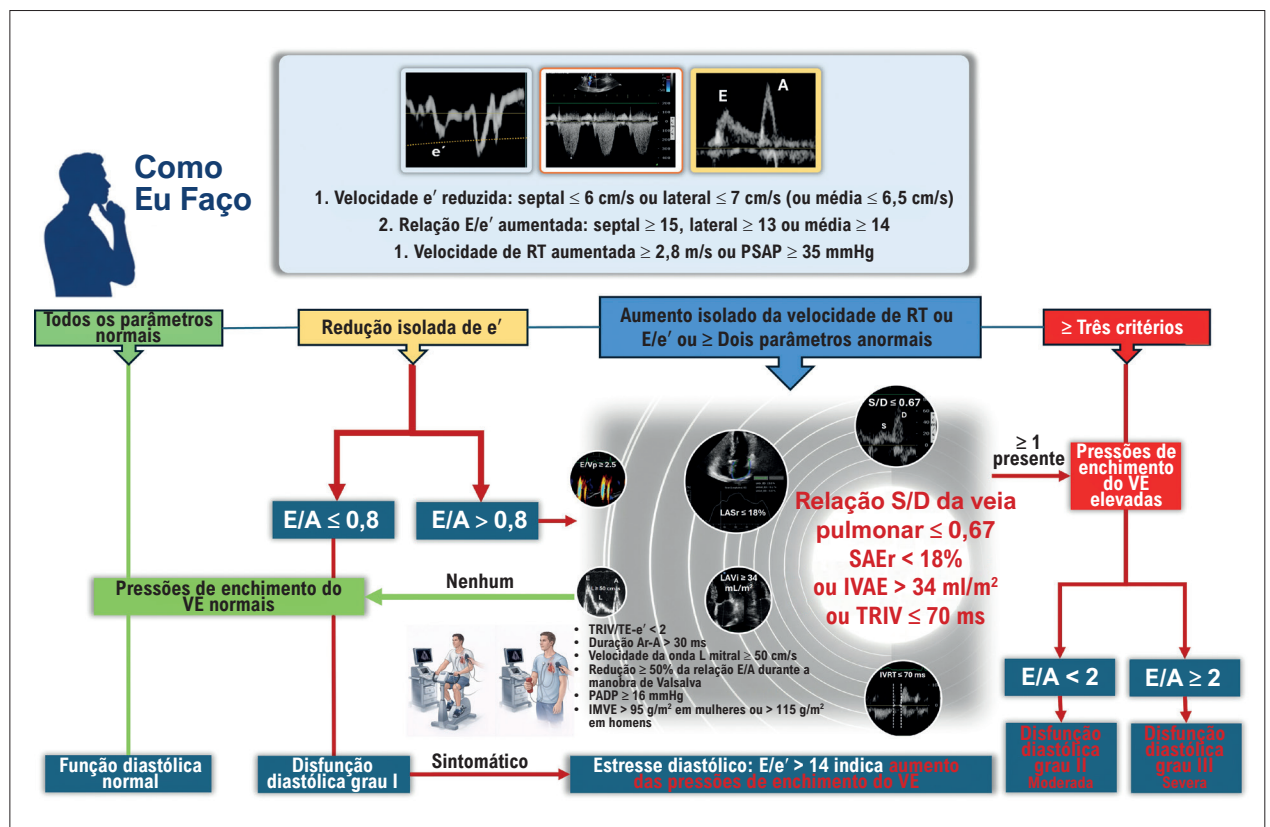 Como
Eu Faço
e′
E
A
1. Velocidade e′ reduzida: septal ≤ 6 cm/s ou lateral ≤ 7 cm/s (ou média ≤ 6,5 cm/s)
2. Relação E/e′ aumentada: septal ≥ 15, lateral ≥ 13 ou média ≥ 14
1. Velocidade de RT aumentada ≥ 2,8 m/s ou PSAP ≥ 35 mmHg
Todos os parâmetros
normais
Redução isolada de e′
Aumento isolado da velocidade de RT ou
E/e′ ou ≥ Dois parâmetros anormais
≥ Três critérios
E/A ≤ 0,8
E/A > 0,8
E/Vp ≥ 2.5
LASr ≤ 18%
S/D ≤ 0.67
S
D
Relação S/D da veia
pulmonar ≤ 0,67
SAEr < 18%
ou IVAE > 34 ml/m²
ou TRIV ≤ 70 ms
≥ 1
presente
Pressões de
enchimento
do VE
elevadas
Pressões de enchimento do
VE normais
Nenhum
E
A
L
LAVi ≥ 34
mL/m²
IVRT ≤ 70 ms
• TRIV/TE-e′ < 2
• Duração Ar-A > 30 ms
• Velocidade da onda L mitral ≥ 50 cm/s
• Redução ≥ 50% da relação E/A durante a
manobra de Valsalva
• PADP ≥ 16 mmHg
• IMVE > 95 g/m² em mulheres ou > 115 g/m²
em homens
E/A < 2
E/A ≥ 2
Disfunção
diastólica
grau II
Moderada
Disfunção
diastólica
grau III
Severa
Função diastólica
normal
Disfunção
diastólica grau I
Sintomático
Estresse diastólico: E/e′ > 14 indica aumento
das pressões de enchimento do VE